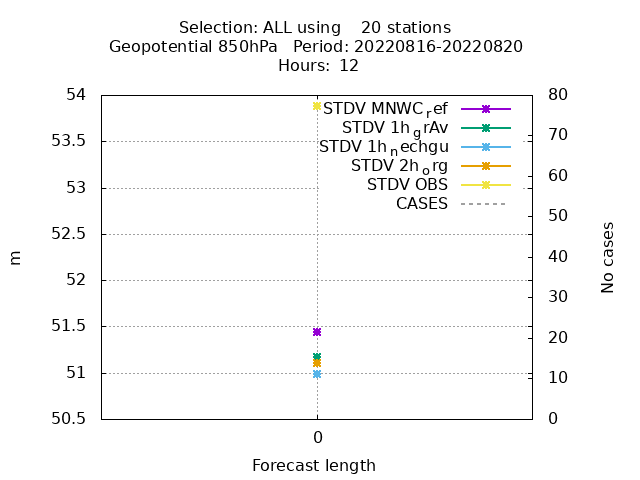 Selection: ALL using    20 stations
Geopotential 850hPa   Period: 20220816-20220820
Hours: 12
54
53.5
53
52.5
52
51.5
51
50.5
m
80
70
60
50
40
30
20
10
0
No cases
STDV MNWC_ref
STDV 1h_grAv
STDV 1h_nechgu
STDV 2h_org
STDV OBS
CASES
0
Forecast length